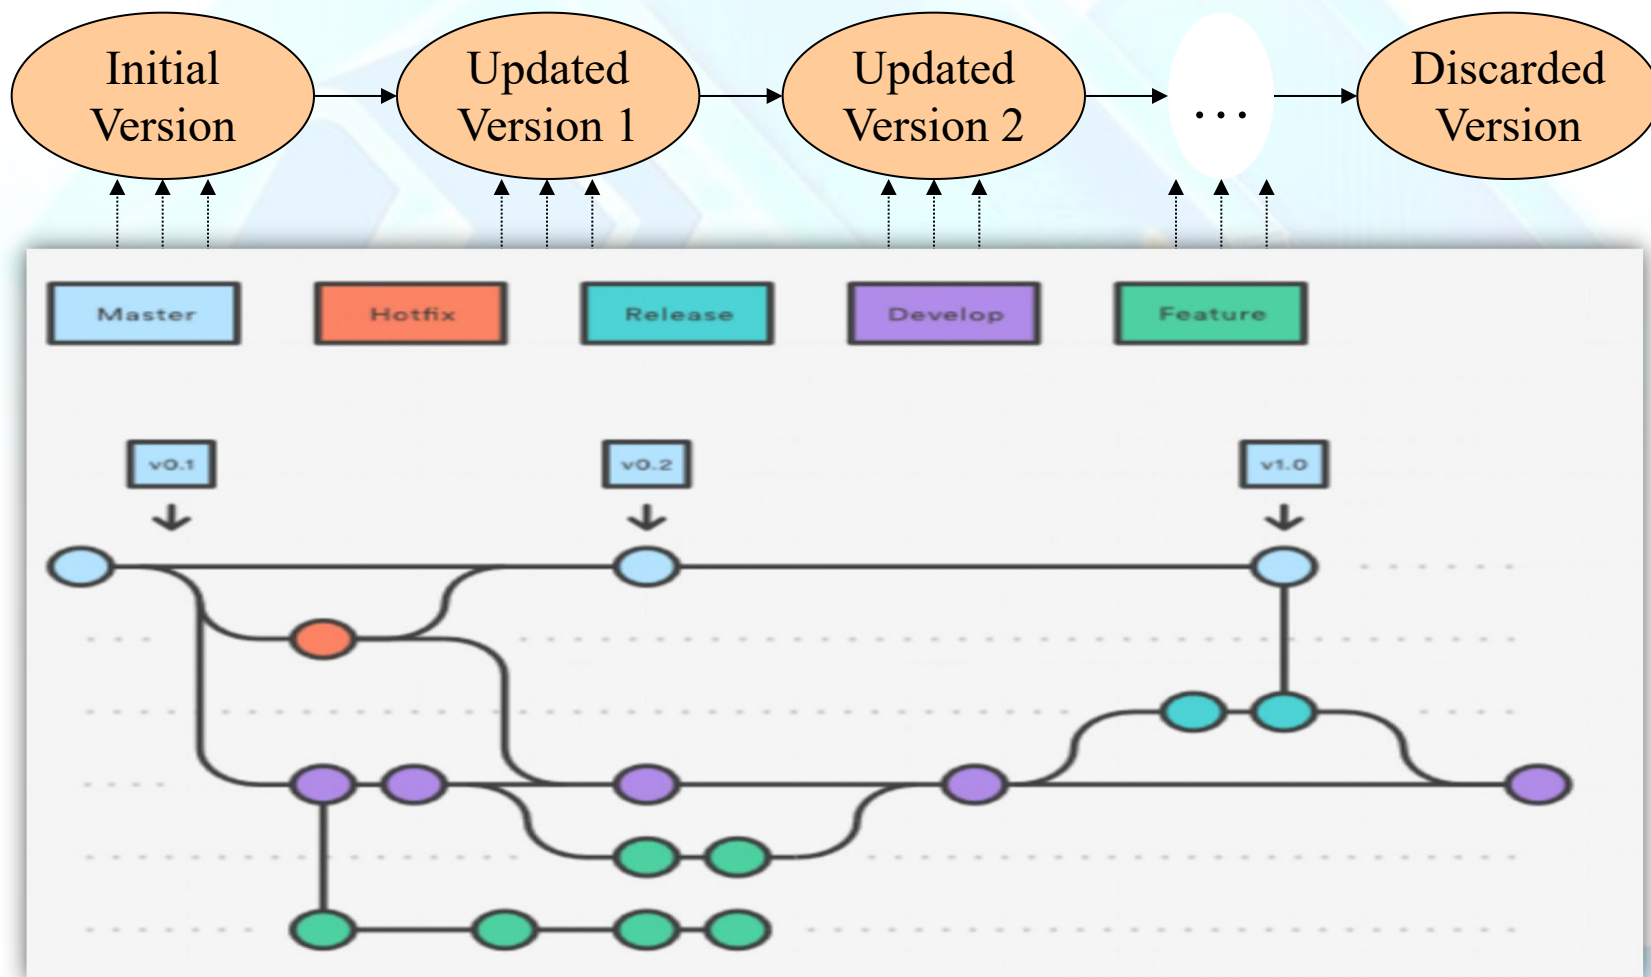 Initial
Version
Updated
Version 1
Updated
Version 2
...
Discarded
Version
Master
Hotfix
Release
Develop
Feature
v0.1
v0.2
v1.0